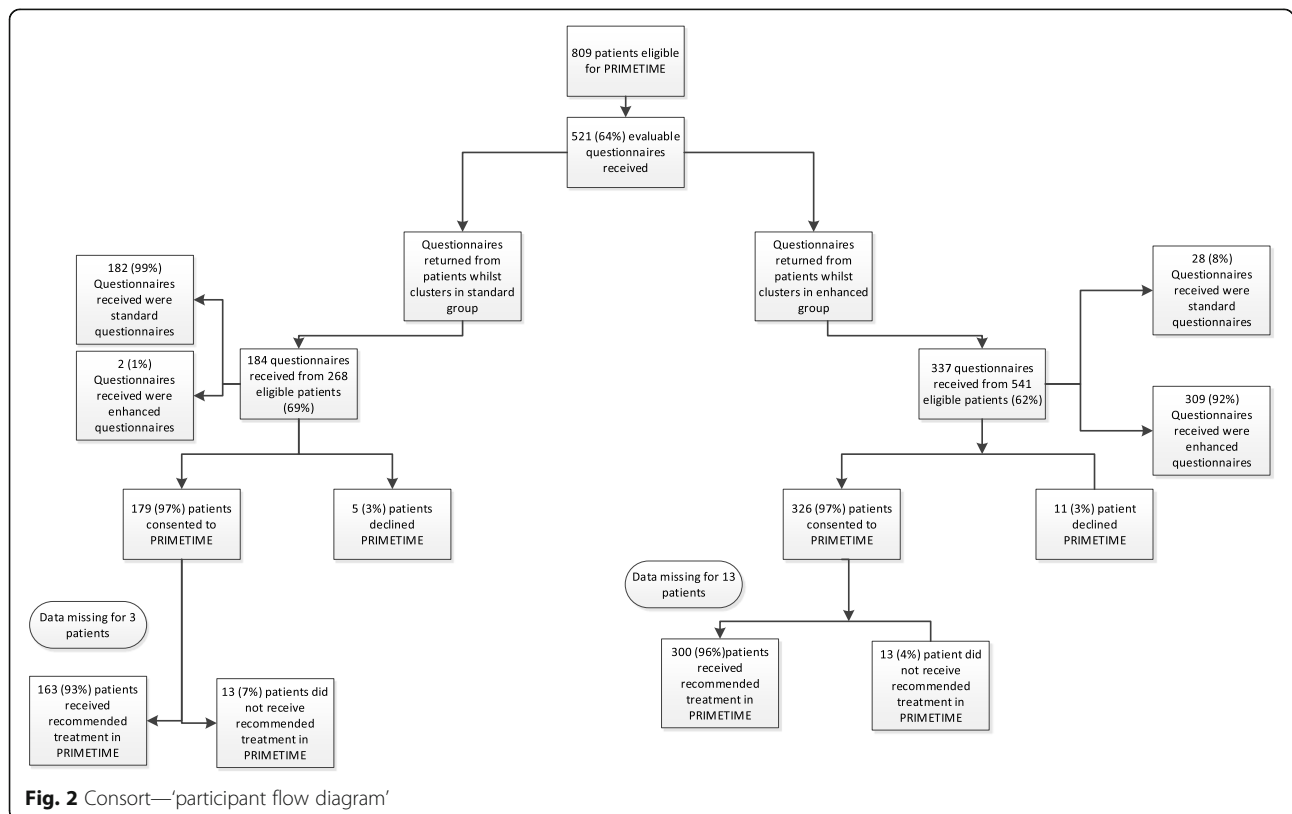 809 patients eligible
for PRIMETIME
521 (64%) evaluable
questionnaires
received
Questionnaires
returned from
patients whilst
clusters in standard
group
Questionnaires
returned from
patients whilst
clusters in enhanced
group
182 (99%)
Questionnaires
received were
standard
questionnaires
2 (1%)
Questionnaires
received were
enhanced
questionnaires
184 questionnaires
received from 268
eligible patients
(69%)
337 questionnaires
received from 541
eligible patients (62%)
28 (8%)
Questionnaires
received were
standard
questionnaires
309 (92%)
Questionnaires
received were
enhanced
questionnaires
179 (97%) patients
consented to
PRIMETIME
5 (3%) patients
declined
PRIMETIME
326 (97%) patients
consented to
PRIMETIME
11 (3%) patient
declined
PRIMETIME
Data missing for 3
patients
Data missing for 13
patients
163 (93%) patients
received
recommended
treatment in
PRIMETIME
13 (7%) patients did
not receive
recommended
treatment in
PRIMETIME
300 (96%)patients
received
recommended
treatment in
PRIMETIME
13 (4%) patient did
not receive
recommended
treatment in
PRIMETIME
Fig. 2 Consort—‘participant flow diagram’